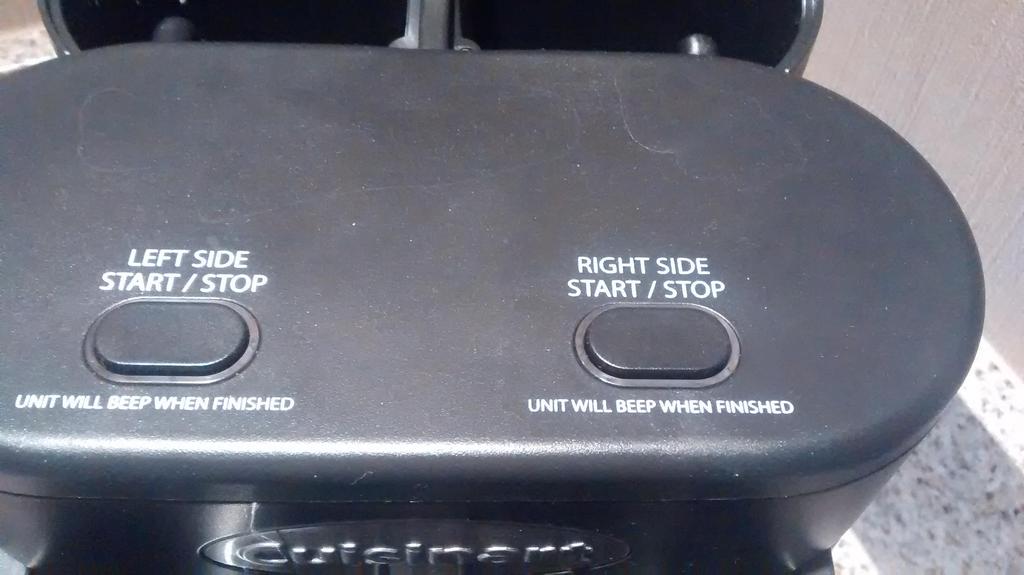 LEFT SIDE
START / STOP
UNIT WILL BEEP WHEN FINISHED
RIGHT SIDE
START / STOP
UNIT WILL BEEP WHEN FINISHED
Cuisinart